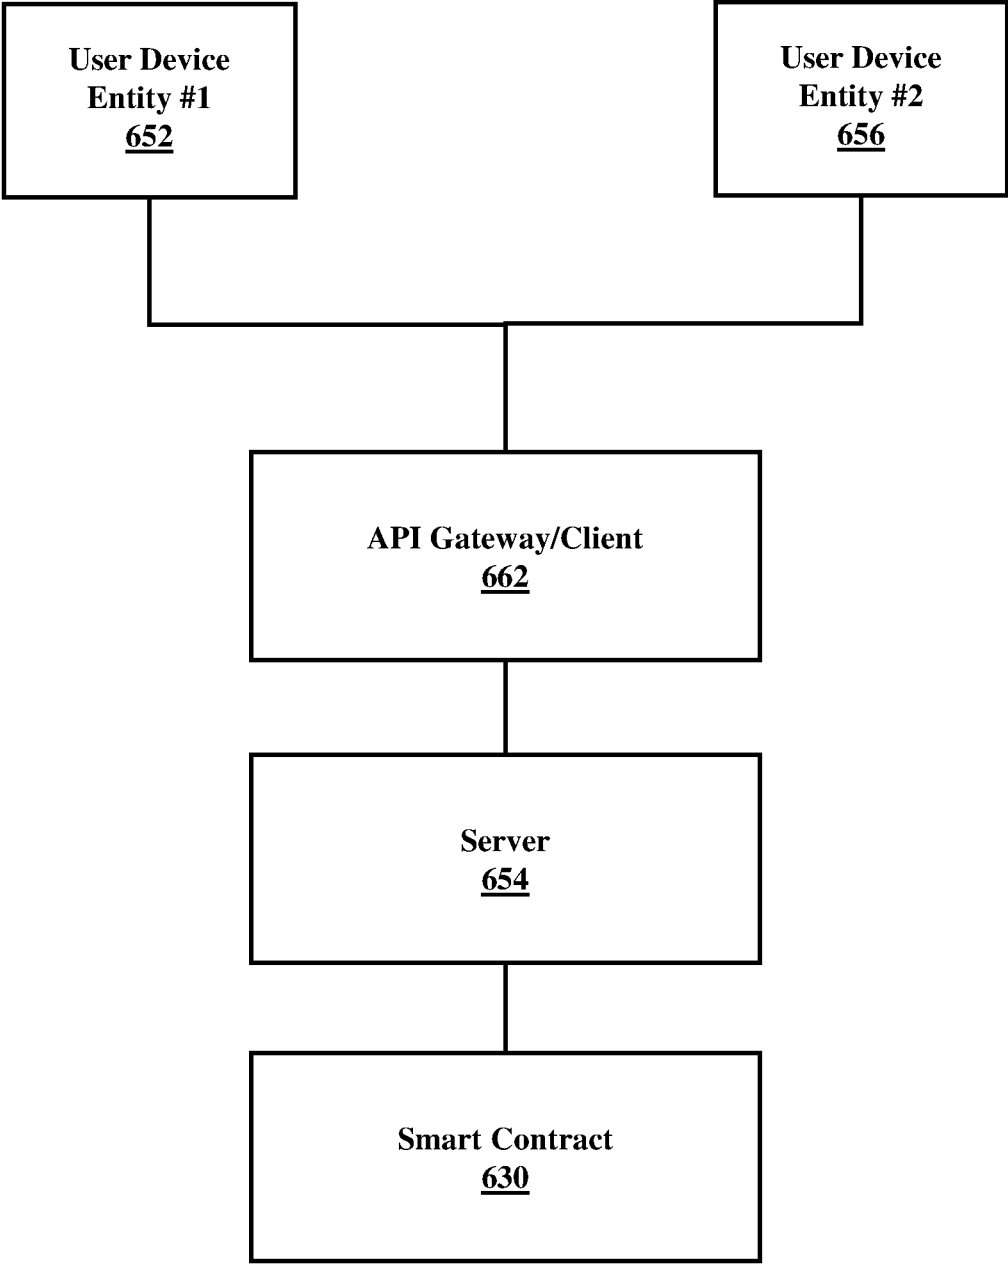 User Device
Entity #1
652
User Device
Entity #2
656
API Gateway/Client
662
Server
654
Smart Contract
630